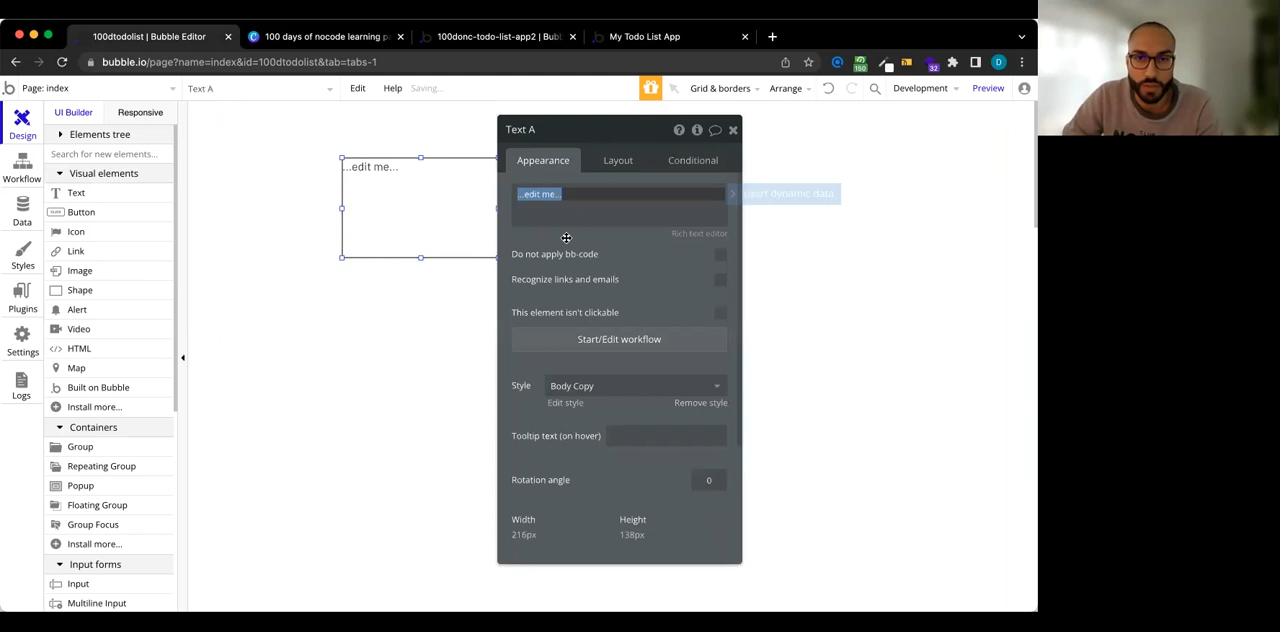 100dtodolist | Bubble Editor
100 days of nocode learning pa
100donc-todo-list-app2 | Bubb
My Todo List App
bubble.io/page?name=index&id=100dtodolist&tab=tabs-1
150
32
D
Page: index
Text A
Edit
Help
Saving...
Grid & borders
Arrange
Development
Preview
Design
Workflow
Data
Styles
Plugins
Settings
Logs
UI Builder
Responsive
Elements tree
Search for new elements...
Visual elements
Text
Button
Icon
Link
Image
Shape
Alert
Video
HTML
Map
Built on Bubble
Install more...
Containers
Group
Repeating Group
Popup
Floating Group
Group Focus
Install more...
Input forms
Input
Multiline Input
...edit me...
Text A
Appearance
Layout
Conditional
...edit me...
dynamic data
Rich text editor
Do not apply bb-code
Recognize links and emails
This element isn't clickable
Start/Edit workflow
Style
Body Copy
Edit style
Remove style
Tooltip text (on hover)
Rotation angle
0
Width
Height
216px
138px